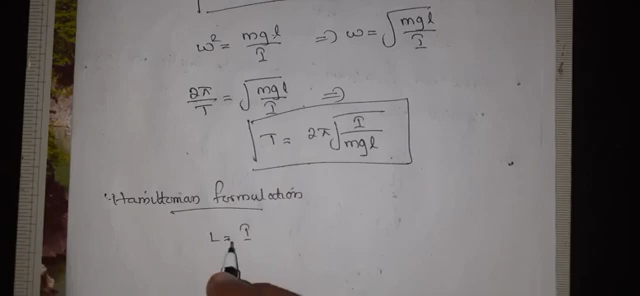 ω² = mgl/I ⇒ ω = √(mgl/I)
2π/T = √(mgl/I) ⇒
T = 2π√(I/mgl)
Hamiltonian formulation
L = I